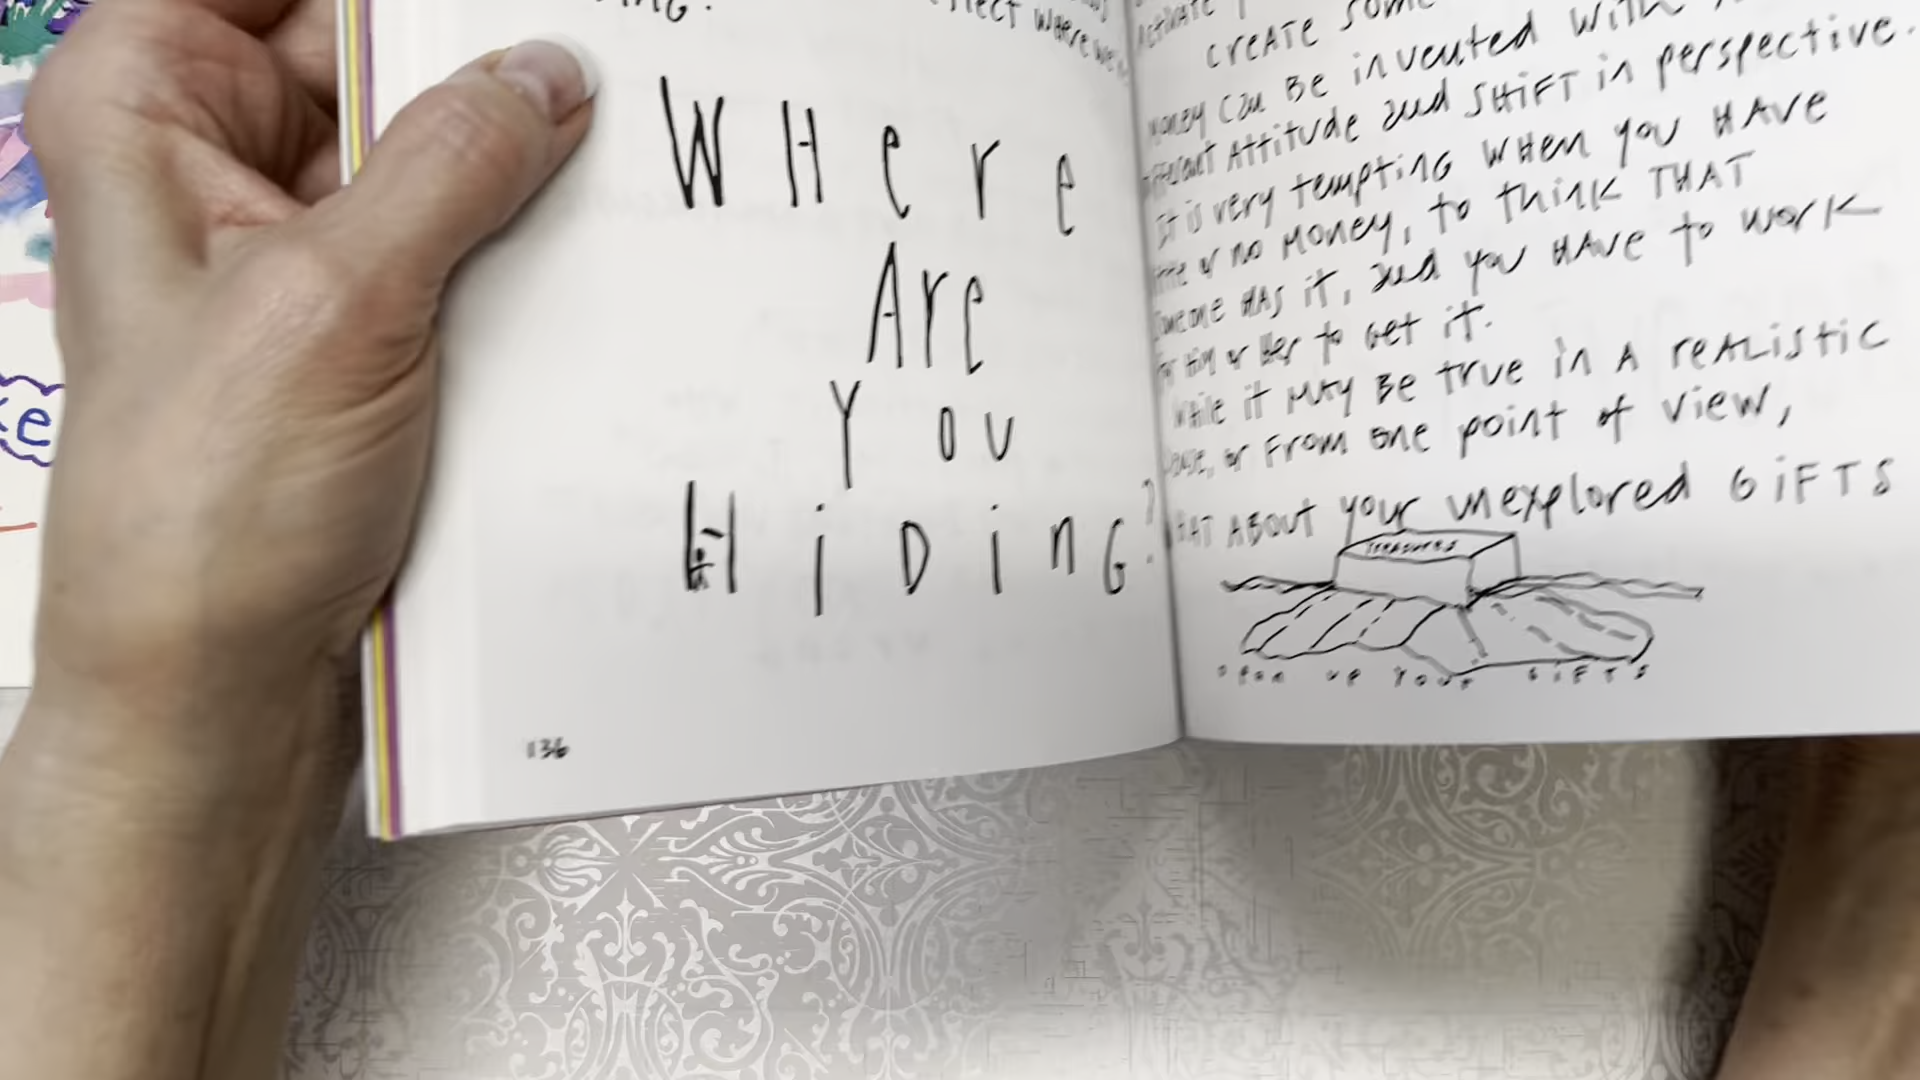 ING.
Where
Are
You
Hiding?
136
CREATE
Money can BE invented with
Different Attitude and SHIFT in perspective.
It is very tempting WHen you HAVE
little or no Money, to think THAT
Someone HAS it, and you HAVE to work
for Him or Her to Get it.
While it MAY BE true in A reALiStic
sense, or From one point of view,
WHAT ABOUT your unexplored GIFTS
TREASURES
OPEN UP YOUR GIFTS
ke